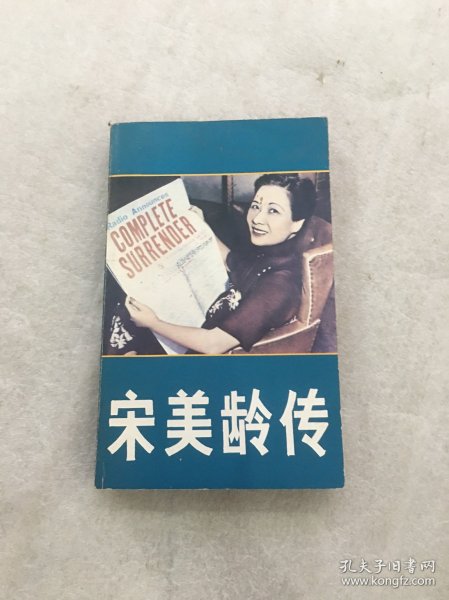 Radio Announces
COMPLETE
SURRENDER
宋美龄传
孔夫子旧书网
www.kongfz.com